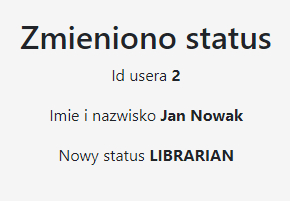 Zmieniono status
Id usera 2
Imie i nazwisko Jan Nowak
Nowy status LIBRARIAN